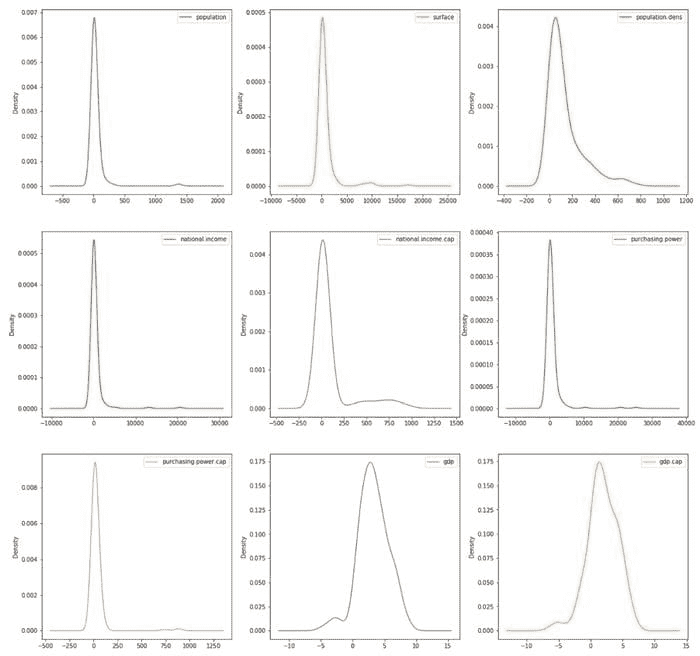 0.007
0.006
0.005
0.004
0.003
0.002
0.001
0.000
Density
population
-500 0 500 1000 1500 2000
0.0005
0.0004
0.0003
0.0002
0.0001
0.0000
Density
surface
-10000 -5000 0 5000 10000 15000 20000 25000
0.004
0.003
0.002
0.001
0.000
Density
population.dens
-400 -200 0 200 400 600 800 1000 1200
0.0005
0.0004
0.0003
0.0002
0.0001
0.0000
Density
national.income
-10000 0 10000 20000 30000
0.004
0.003
0.002
0.001
0.000
Density
national.income.cap
-500 -250 0 250 500 750 1000 1250 1500
0.00040
0.00035
0.00030
0.00025
0.00020
0.00015
0.00010
0.00005
0.00000
Density
purchasing.power
-10000 0 10000 20000 30000 40000
0.008
0.006
0.004
0.002
0.000
Density
purchasing.power.cap
-500 -250 0 250 500 750 1000 1250
0.175
0.150
0.125
0.100
0.075
0.050
0.025
0.000
Density
gdp
-10 -5 0 5 10 15
0.175
0.150
0.125
0.100
0.075
0.050
0.025
0.000
Density
gdp.cap
-10 -5 0 5 10 15